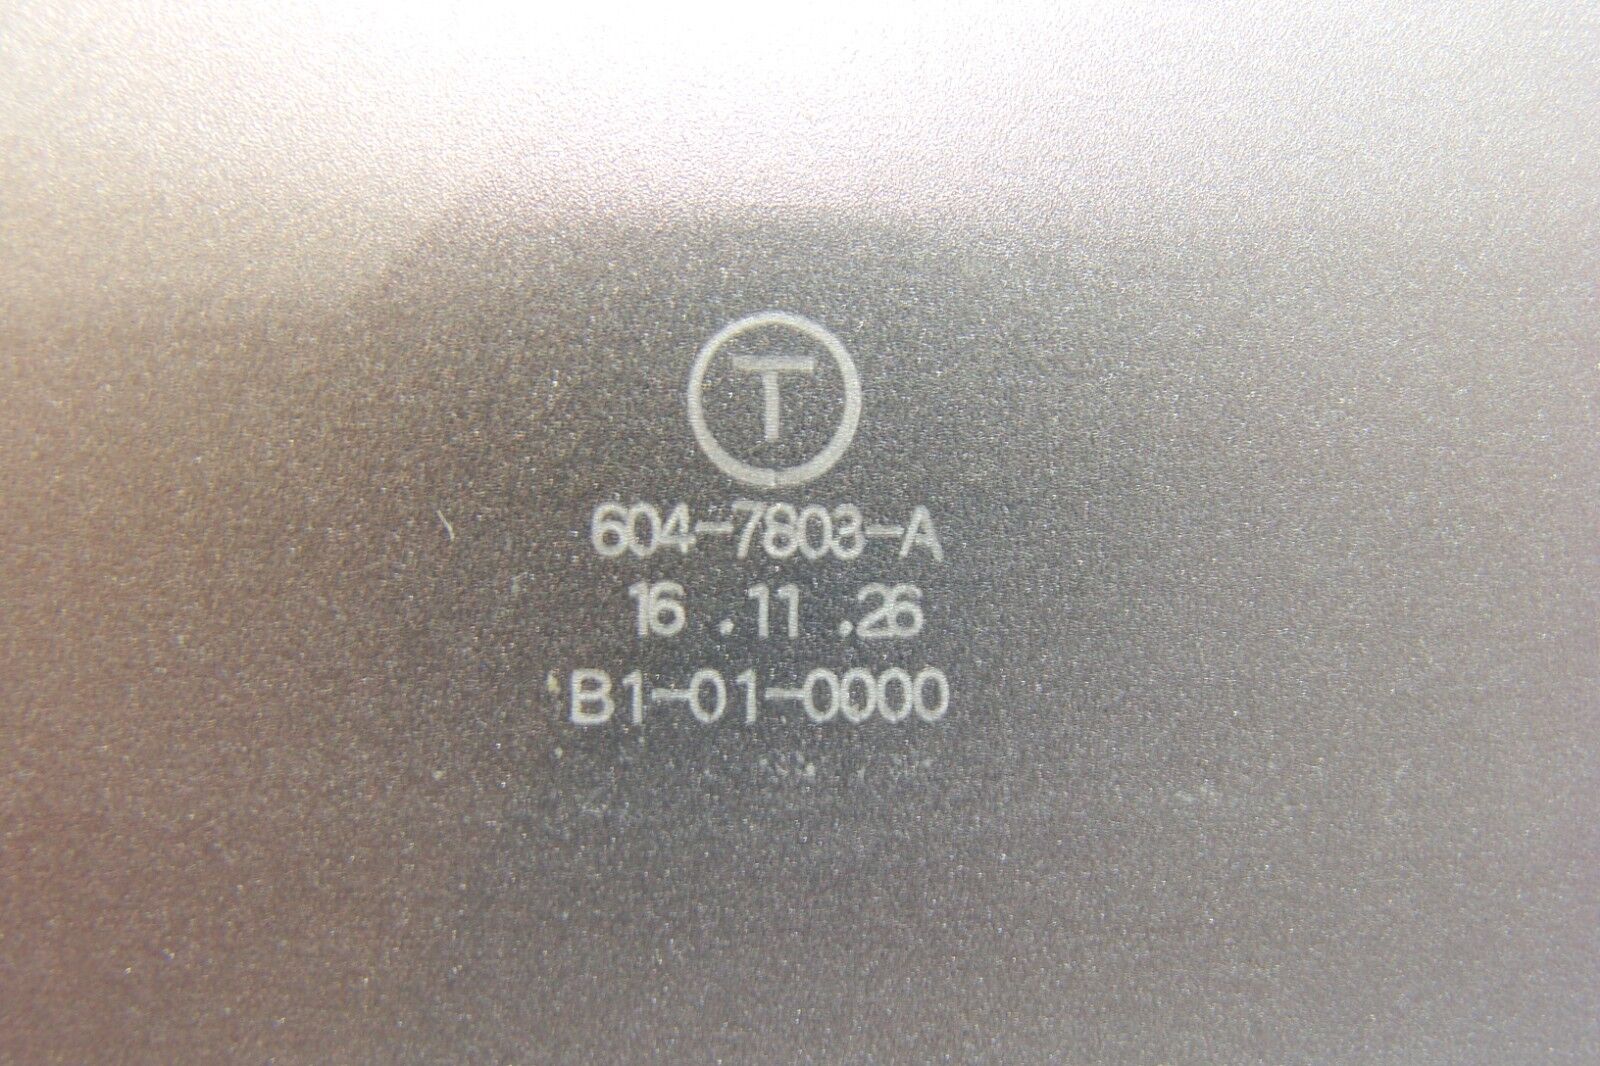 T
604-7803-A
16 .11 .26
B1-01-0000